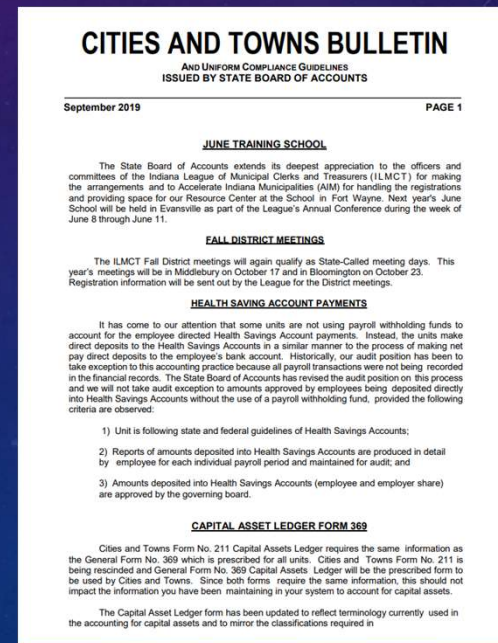 CITIES AND TOWNS BULLETIN
AND UNIFORM COMPLIANCE GUIDELINES
ISSUED BY STATE BOARD OF ACCOUNTS
September 2019 PAGE 1
JUNE TRAINING SCHOOL
The State Board of Accounts extends its deepest appreciation to the officers and
committees of the Indiana League of Municipal Clerks and Treasurers (ILMCT) for making
the arrangements and to Accelerate Indiana Municipalities (AIM) for handling the registrations
and providing space for our Resource Center at the School in Fort Wayne. Next year's June
School will be held in Evansville as part of the League's Annual Conference during the week of
June 8 through June 11.
FALL DISTRICT MEETINGS
The ILMCT Fall District meetings will again qualify as State-Called meeting days. This
year's meetings will be in Middlebury on October 17 and in Bloomington on October 23.
Registration information will be sent out by the League for the District meetings.
HEALTH SAVING ACCOUNT PAYMENTS
It has come to our attention that some units are not using payroll withholding funds to
account for the employee directed Health Savings Account payments. Instead, the units make
direct deposits to the Health Savings Accounts in a similar manner to the process of making net
pay direct deposits to the employee's bank account. Historically, our audit position has been to
take exception to this accounting practice because all payroll transactions were not being recorded
in the financial records. The State Board of Accounts has revised the audit position on this process
and we will not take audit exception to amounts approved by employees being deposited directly
into Health Savings Accounts without the use of a payroll withholding fund, provided the following
criteria are observed:
1) Unit is following state and federal guidelines of Health Savings Accounts;
2) Reports of amounts deposited into Health Savings Accounts are produced in detail
by employee for each individual payroll period and maintained for audit; and
3) Amounts deposited into Health Savings Accounts (employee and employer share)
are approved by the governing board.
CAPITAL ASSET LEDGER FORM 369
Cities and Towns Form No. 211 Capital Assets Ledger requires the same information as
the General Form No. 369 which is prescribed for all units. Cities and Towns Form No. 211 is
being rescinded and General Form No. 369 Capital Assets Ledger will be the prescribed form to
be used by Cities and Towns. Since both forms require the same information, this should not
impact the information you have been maintaining in your system to account for capital assets.
The Capital Asset Ledger form has been updated to reflect terminology currently used in
the accounting for capital assets and to mirror the classifications required in